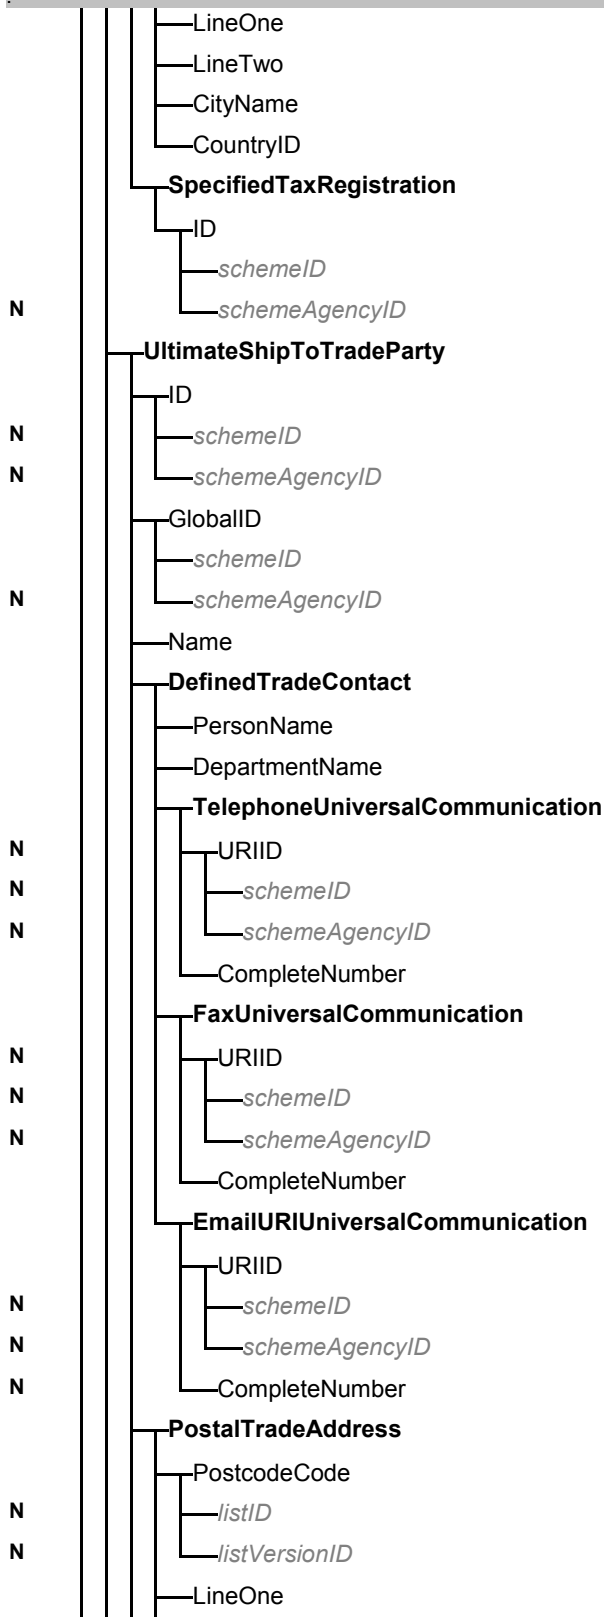 LineOne
LineTwo
CityName
CountryID
SpecifiedTaxRegistration
ID
schemeID
N schemeAgencyID
UltimateShipToTradeParty
ID
N schemeID
N schemeAgencyID
GlobalID
schemeID
N schemeAgencyID
Name
DefinedTradeContact
PersonName
DepartmentName
TelephoneUniversalCommunication
N URIID
N schemeID
N schemeAgencyID
CompleteNumber
FaxUniversalCommunication
N URIID
N schemeID
N schemeAgencyID
CompleteNumber
EmailURIUniversalCommunication
URIID
N schemeID
N schemeAgencyID
N CompleteNumber
PostalTradeAddress
PostcodeCode
N listID
N listVersionID
LineOne